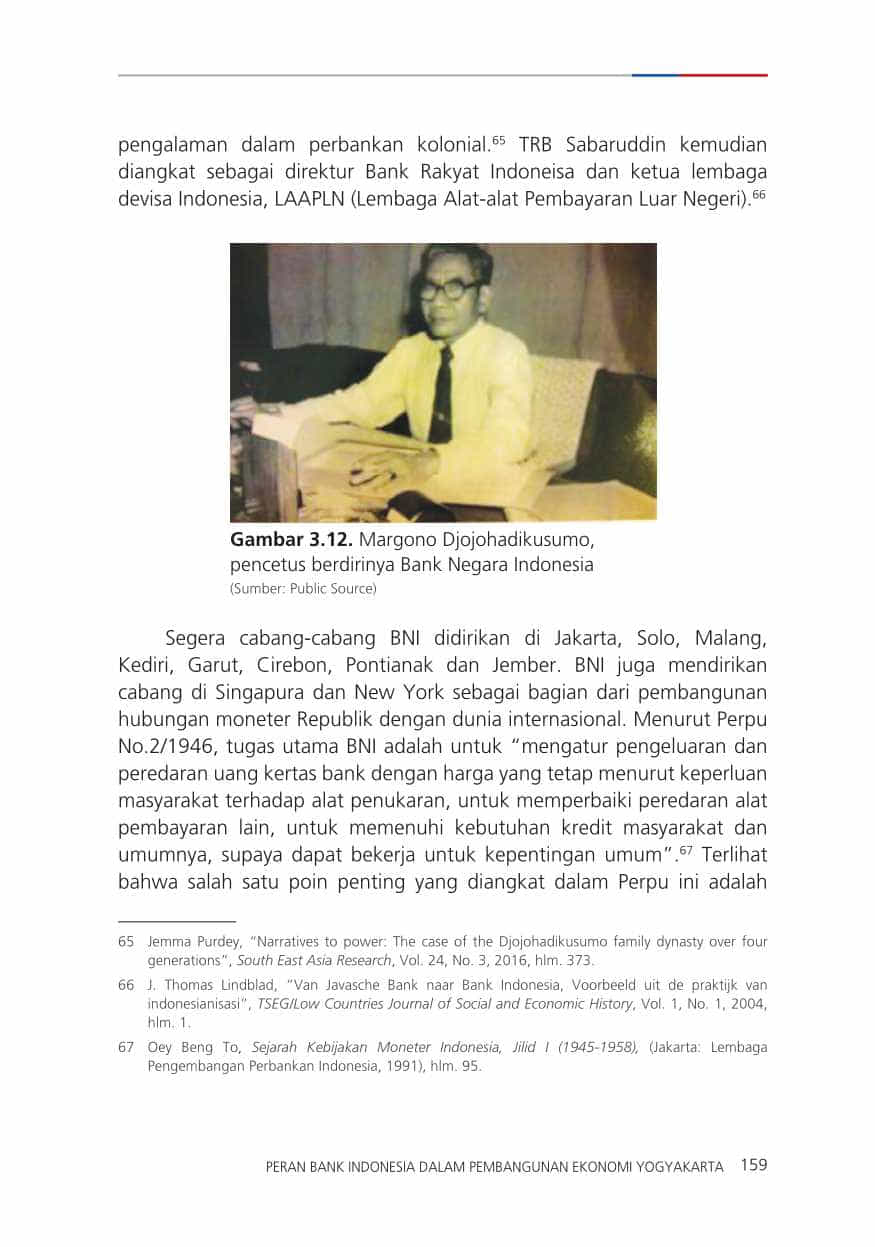 pengalaman dalam perbankan kolonial.⁶⁵ TRB Sabaruddin kemudian
diangkat sebagai direktur Bank Rakyat Indoneisa dan ketua lembaga
devisa Indonesia, LAAPLN (Lembaga Alat-alat Pembayaran Luar Negeri).⁶⁶
Gambar 3.12. Margono Djojohadikusumo,
pencetus berdirinya Bank Negara Indonesia
(Sumber: Public Source)
Segera cabang-cabang BNI didirikan di Jakarta, Solo, Malang,
Kediri, Garut, Cirebon, Pontianak dan Jember. BNI juga mendirikan
cabang di Singapura dan New York sebagai bagian dari pembangunan
hubungan moneter Republik dengan dunia internasional. Menurut Perpu
No.2/1946, tugas utama BNI adalah untuk “mengatur pengeluaran dan
peredaran uang kertas bank dengan harga yang tetap menurut keperluan
masyarakat terhadap alat penukaran, untuk memperbaiki peredaran alat
pembayaran lain, untuk memenuhi kebutuhan kredit masyarakat dan
umumnya, supaya dapat bekerja untuk kepentingan umum”.⁶⁷ Terlihat
bahwa salah satu poin penting yang diangkat dalam Perpu ini adalah
65 Jemma Purdey, “Narratives to power: The case of the Djojohadikusumo family dynasty over four
generations”, South East Asia Research, Vol. 24, No. 3, 2016, hlm. 373.
66 J. Thomas Lindblad, “Van Javasche Bank naar Bank Indonesia, Voorbeeld uit de praktijk van
indonesianisasi”, TSEG/Low Countries Journal of Social and Economic History, Vol. 1, No. 1, 2004,
hlm. 1.
67 Oey Beng To, Sejarah Kebijakan Moneter Indonesia, Jilid I (1945-1958), (Jakarta: Lembaga
Pengembangan Perbankan Indonesia, 1991), hlm. 95.
PERAN BANK INDONESIA DALAM PEMBANGUNAN EKONOMI YOGYAKARTA 159